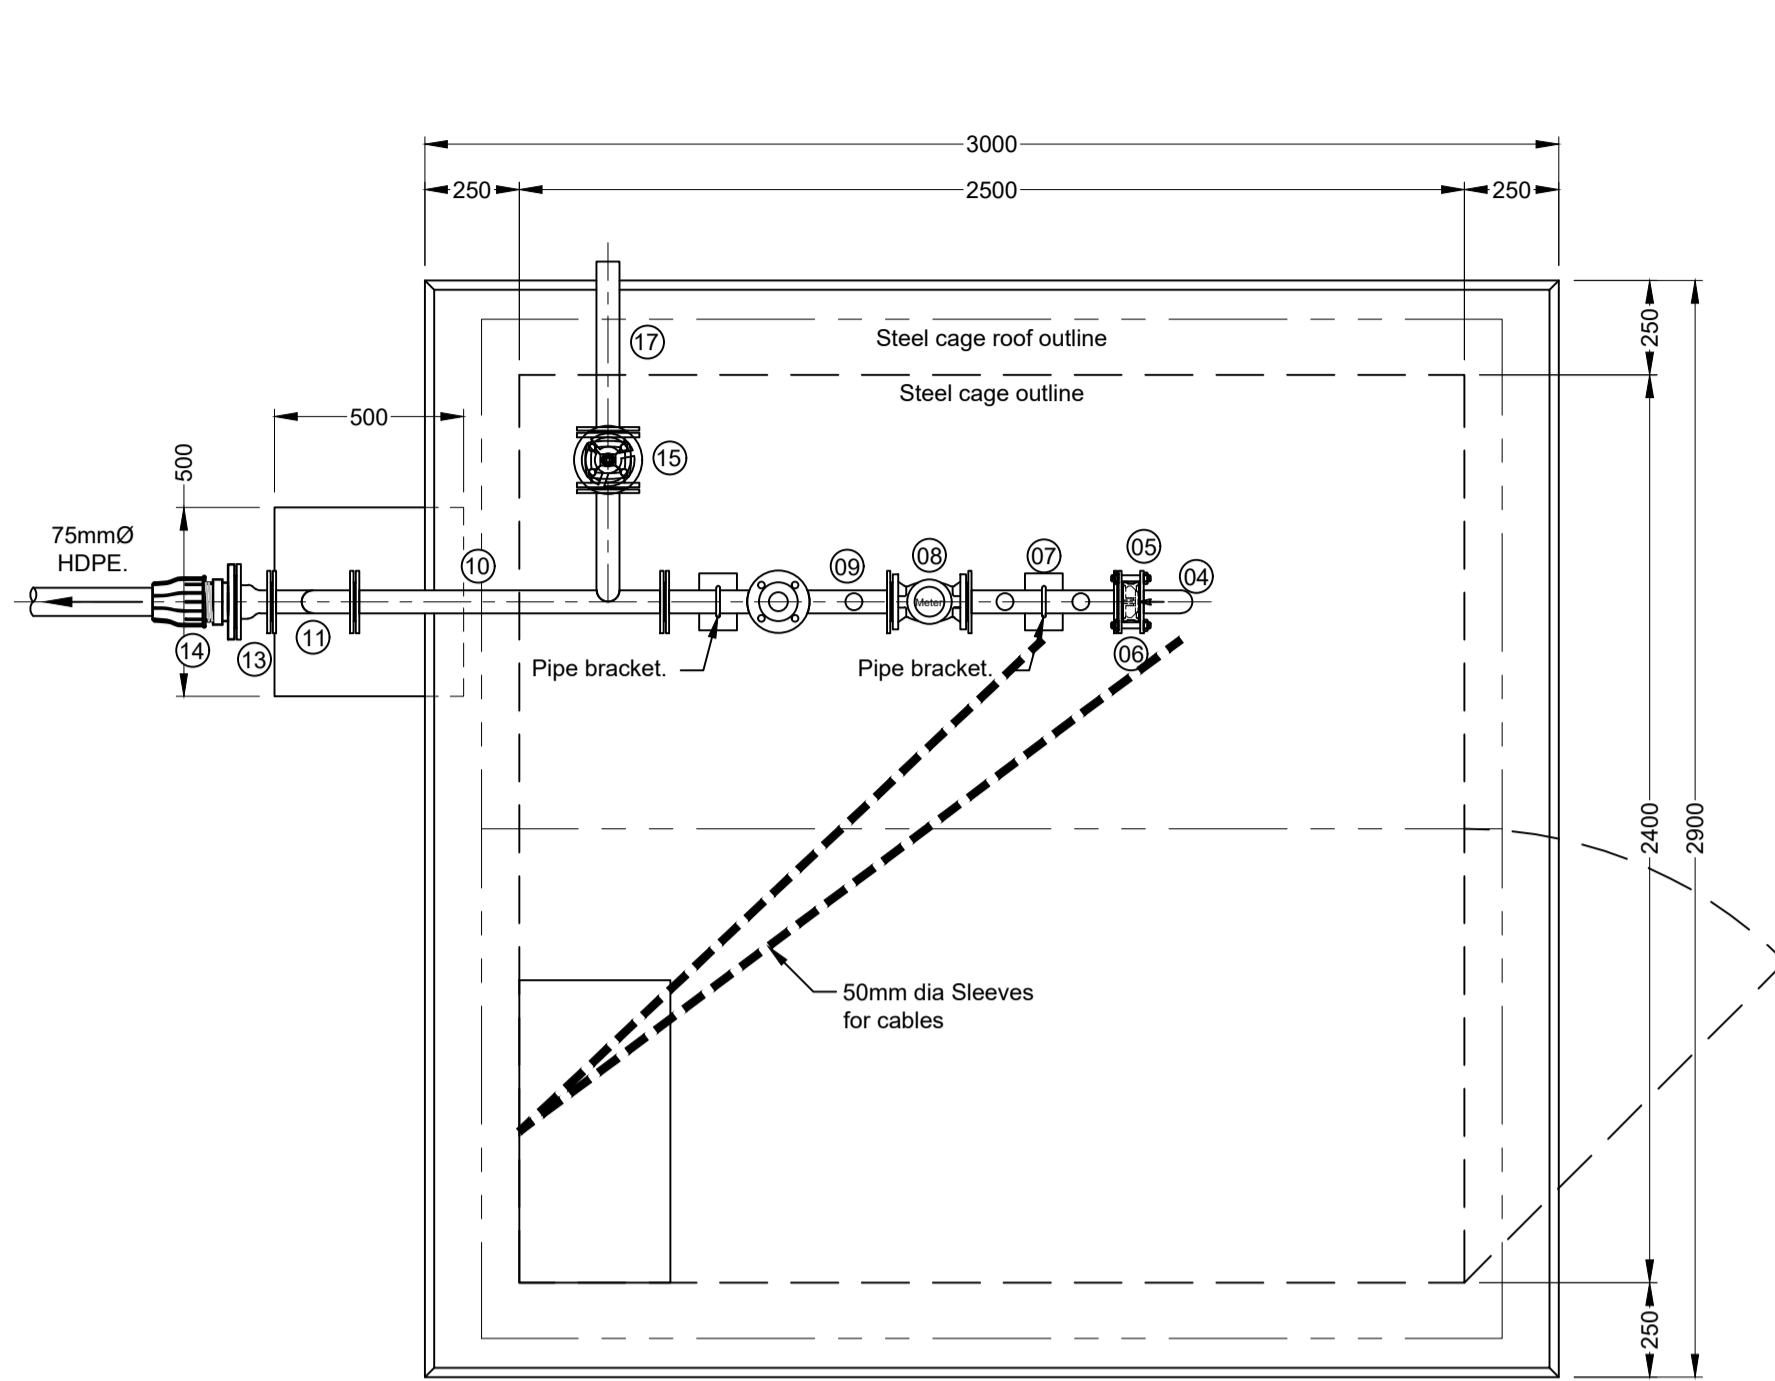 3000
250
2500
250
Steel cage roof outline
Steel cage outline
250
17
500
500
15
75mmØ
HDPE.
10
09
08
07
05
04
Meter
14
13
11
06
Pipe bracket.
Pipe bracket.
2400
2900
50mm dia Sleeves
for cables
250